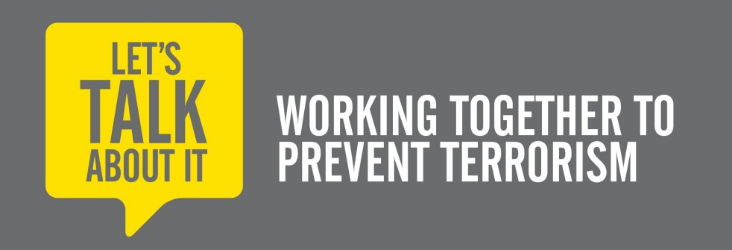 LET'S
TALK
ABOUT IT
WORKING TOGETHER TO
PREVENT TERRORISM